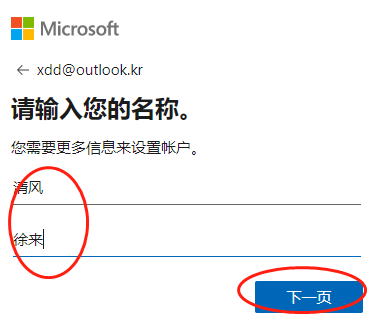 Microsoft
← xdd@outlook.kr
请输入您的名称。
您需要更多信息来设置帐户。
清风
徐来
下一页